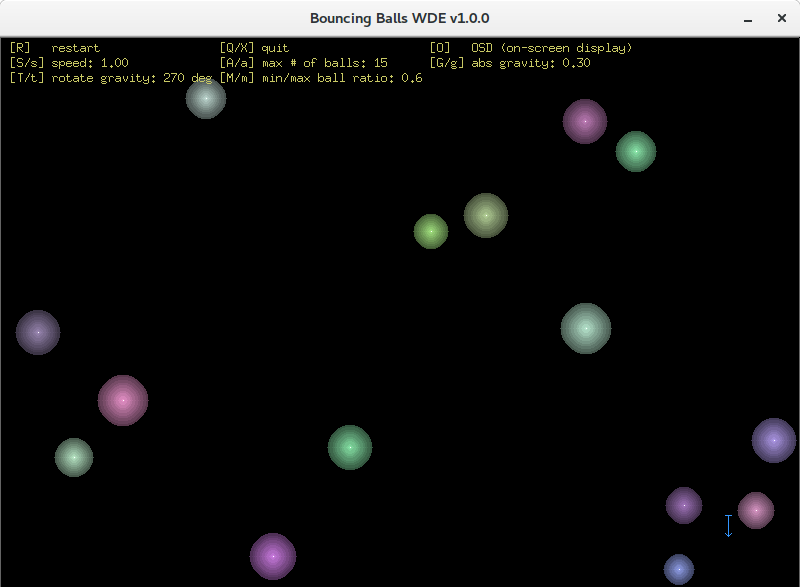 Bouncing Balls WDE v1.0.0
[R] restart [Q/X] quit [O] OSD (on-screen display)
[S/s] speed: 1.00 [A/a] max # of balls: 15 [G/g] abs gravity: 0.30
[T/t] rotate gravity: 270 deg [M/m] min/max ball ratio: 0.6